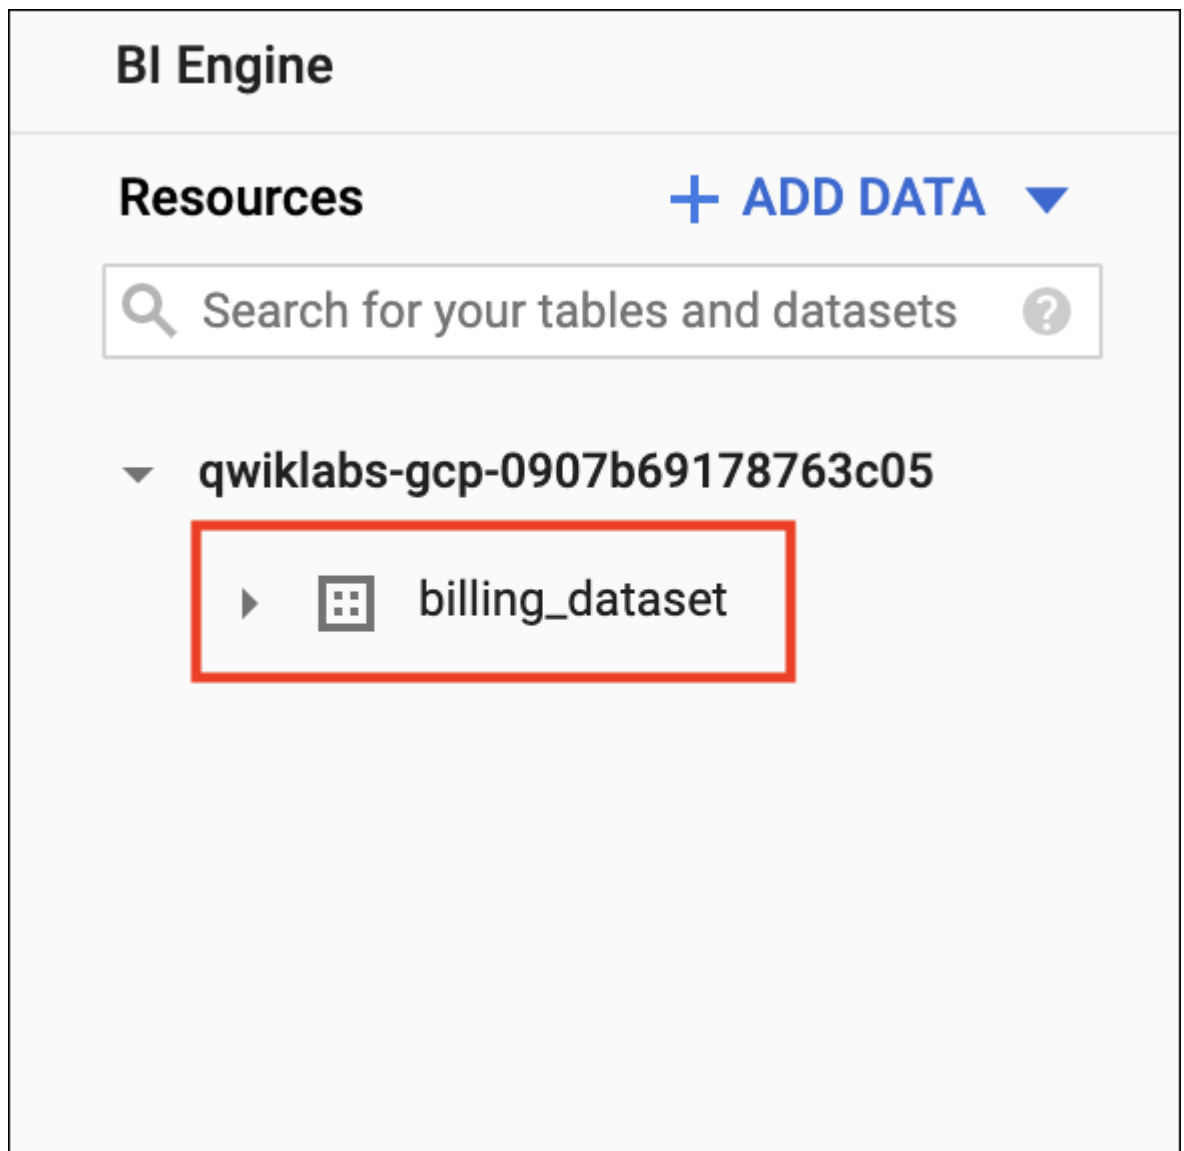 BI Engine
Resources
ADD DATA
Search for your tables and datasets
qwiklabs-gcp-0907b69178763c05
billing_dataset